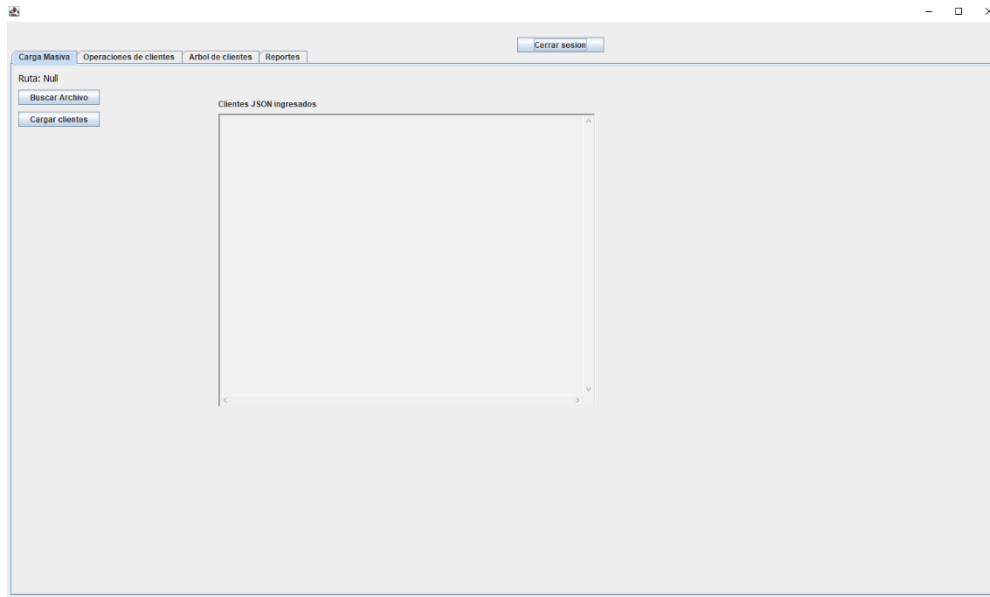 Cerrar sesion
Carga Masiva Operaciones de clientes Arbol de clientes Reportes
Ruta: Null
Buscar Archivo
Clientes JSON ingresados
Cargar clientes